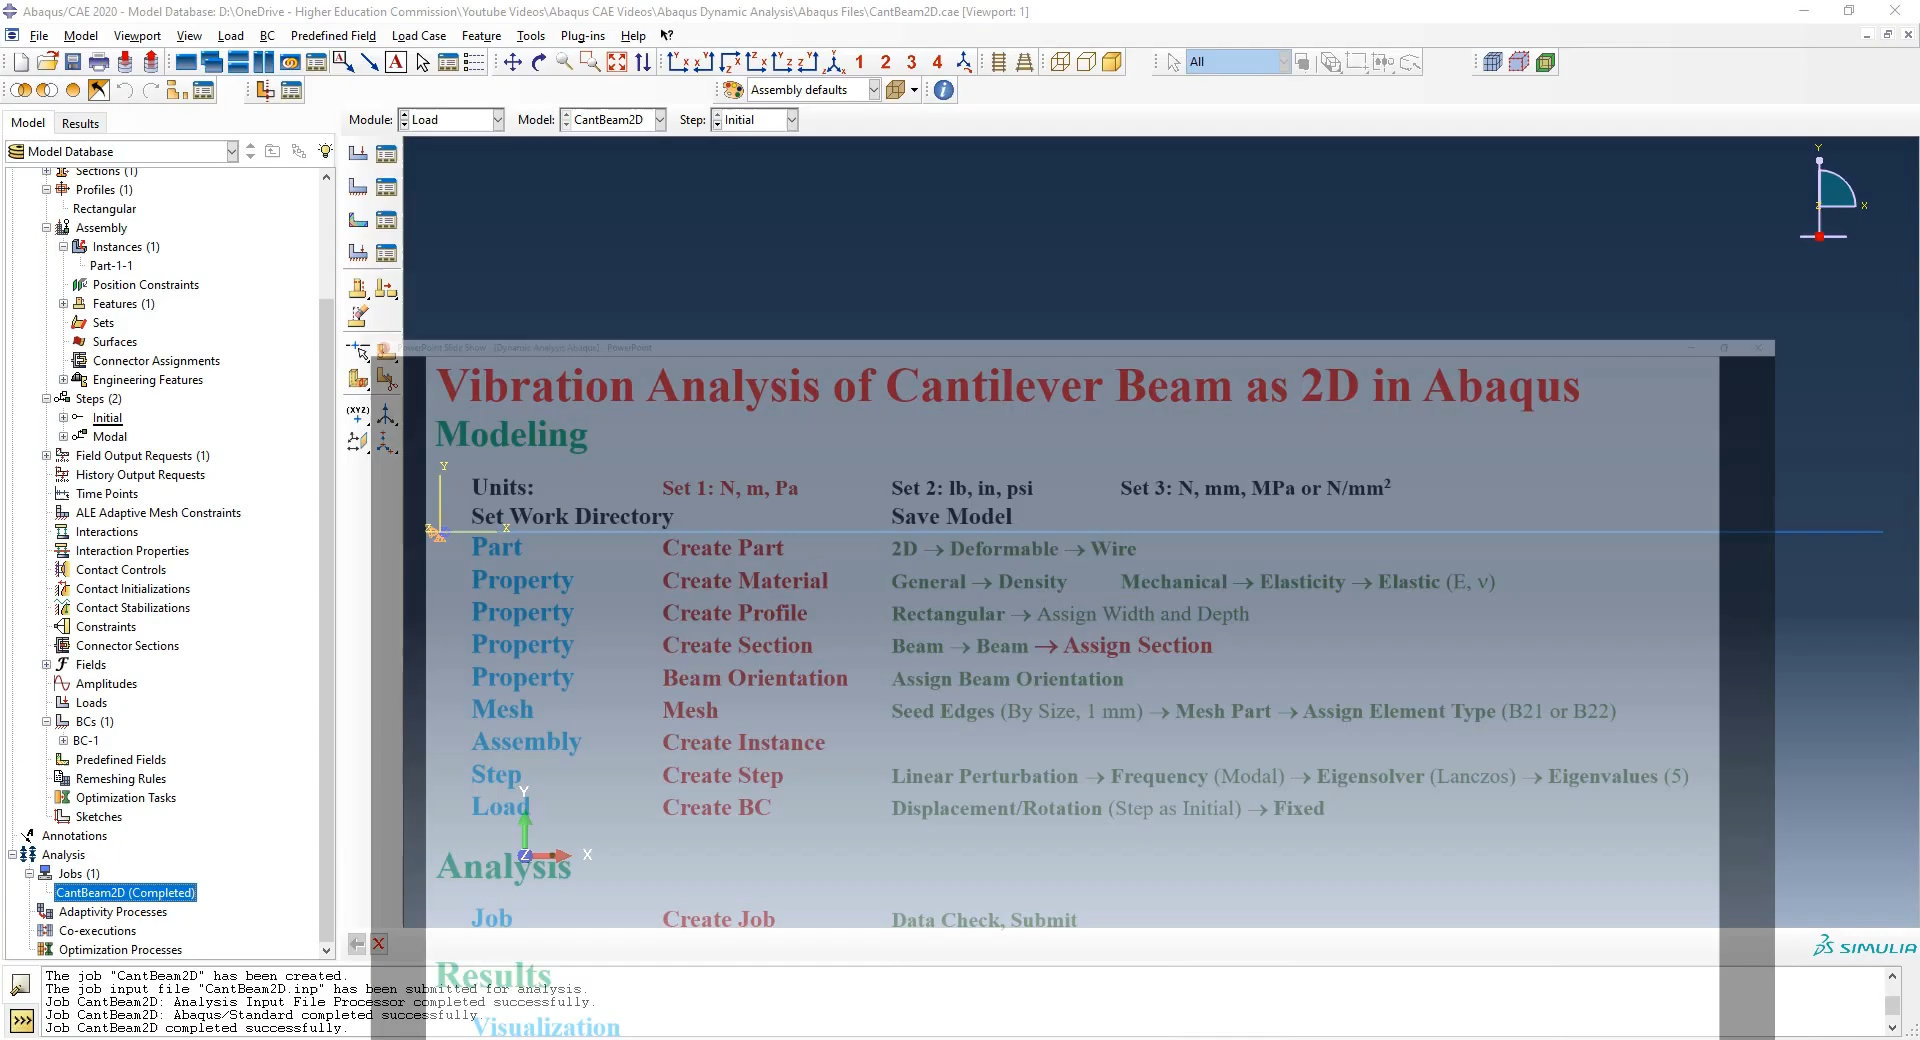 Abaqus/CAE 2020 - Model Database: D:\OneDrive - Higher Education Commission\Youtube Videos\Abaqus CAE Videos\Abaqus Dynamic Analysis\Abaqus Files\CantBeam2D.cae [Viewport: 1]
File Model Viewport View Load BC Predefined Field Load Case Feature Tools Plug-ins Help
1 2 3 4 All
Assembly defaults
Model Results
Module: Load Model: CantBeam2D Step: Initial
Model Database
Sections (1)
Profiles (1)
Rectangular
Assembly
Instances (1)
Part-1-1
Position Constraints
Features (1)
Sets
Surfaces
Connector Assignments
Engineering Features
Steps (2)
Initial
Modal
Field Output Requests (1)
History Output Requests
Time Points
ALE Adaptive Mesh Constraints
Interactions
Interaction Properties
Contact Controls
Contact Initializations
Contact Stabilizations
Constraints
Connector Sections
Fields
Amplitudes
Loads
BCs (1)
BC-1
Predefined Fields
Remeshing Rules
Optimization Tasks
Sketches
Annotations
Analysis
Jobs (1)
CantBeam2D (Completed)
Adaptivity Processes
Co-executions
Optimization Processes
(XYZ)
Y
X
Z
PowerPoint Slide Show - [Dynamic Analysis Abaqus] - PowerPoint
Vibration Analysis of Cantilever Beam as 2D in Abaqus
Modeling
Y
X
Z
Units: Set 1: N, m, Pa Set 2: lb, in, psi Set 3: N, mm, MPa or N/mm²
Set Work Directory Save Model
Part Create Part 2D → Deformable → Wire
Property Create Material General → Density Mechanical → Elasticity → Elastic (E, ν)
Property Create Profile Rectangular → Assign Width and Depth
Property Create Section Beam → Beam → Assign Section
Property Beam Orientation Assign Beam Orientation
Mesh Mesh Seed Edges (By Size, 1 mm) → Mesh Part → Assign Element Type (B21 or B22)
Assembly Create Instance
Step Create Step Linear Perturbation → Frequency (Modal) → Eigensolver (Lanczos) → Eigenvalues (5)
Load Create BC Displacement/Rotation (Step as Initial) → Fixed
Y
Z
X
Analysis
Job Create Job Data Check, Submit
Results
Visualization
SIMULIA
The job "CantBeam2D" has been created.
The job input file "CantBeam2D.inp" has been submitted for analysis.
Job CantBeam2D: Analysis Input File Processor completed successfully.
Job CantBeam2D: Abaqus/Standard completed successfully.
Job CantBeam2D completed successfully.
>>>